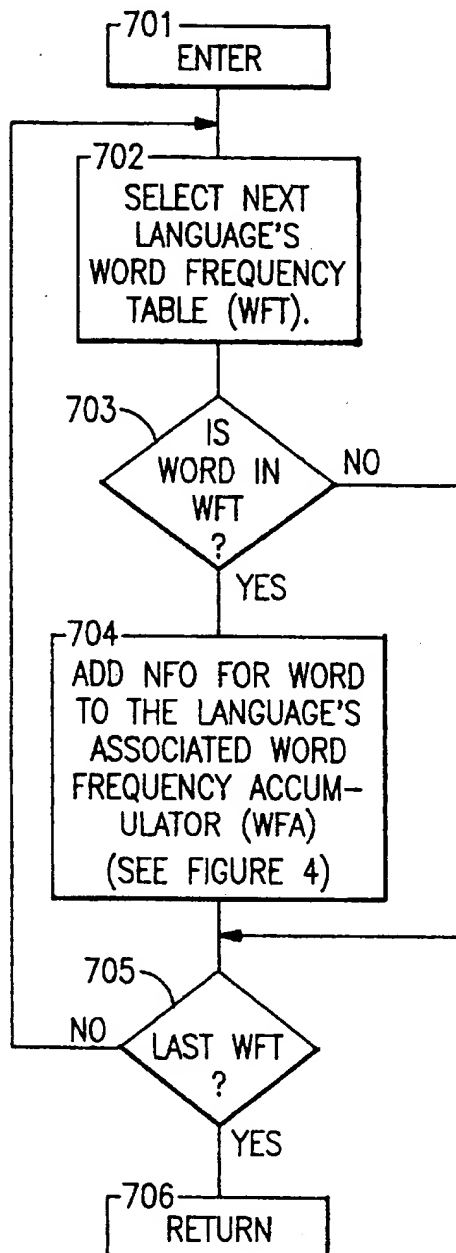 701
ENTER
702
SELECT NEXT
LANGUAGE'S
WORD FREQUENCY
TABLE (WFT).
703
IS
WORD IN
WFT
?
NO
YES
704
ADD NFO FOR WORD
TO THE LANGUAGE'S
ASSOCIATED WORD
FREQUENCY ACCUM-
ULATOR (WFA)
(SEE FIGURE 4)
705
NO
LAST WFT
?
YES
706
RETURN